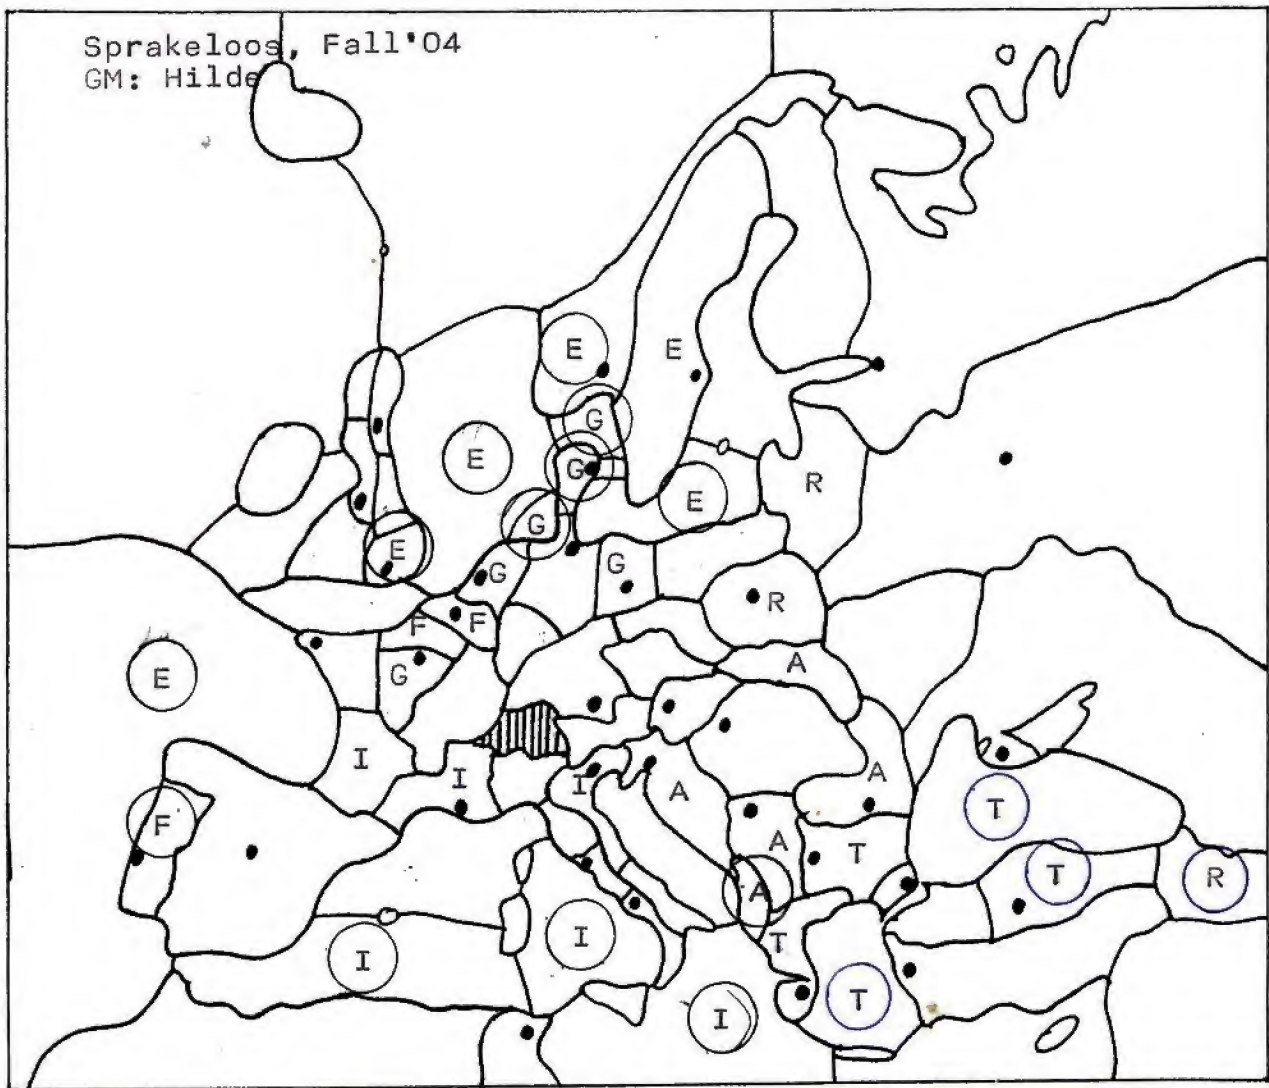 Sprakeloos, Fall'04
GM: Hilde
E E
G
E G
R
E
G
E
G G
R
F F
A
E G
I
I I A A
T
F
A T
T R
A
I T
I
T
I